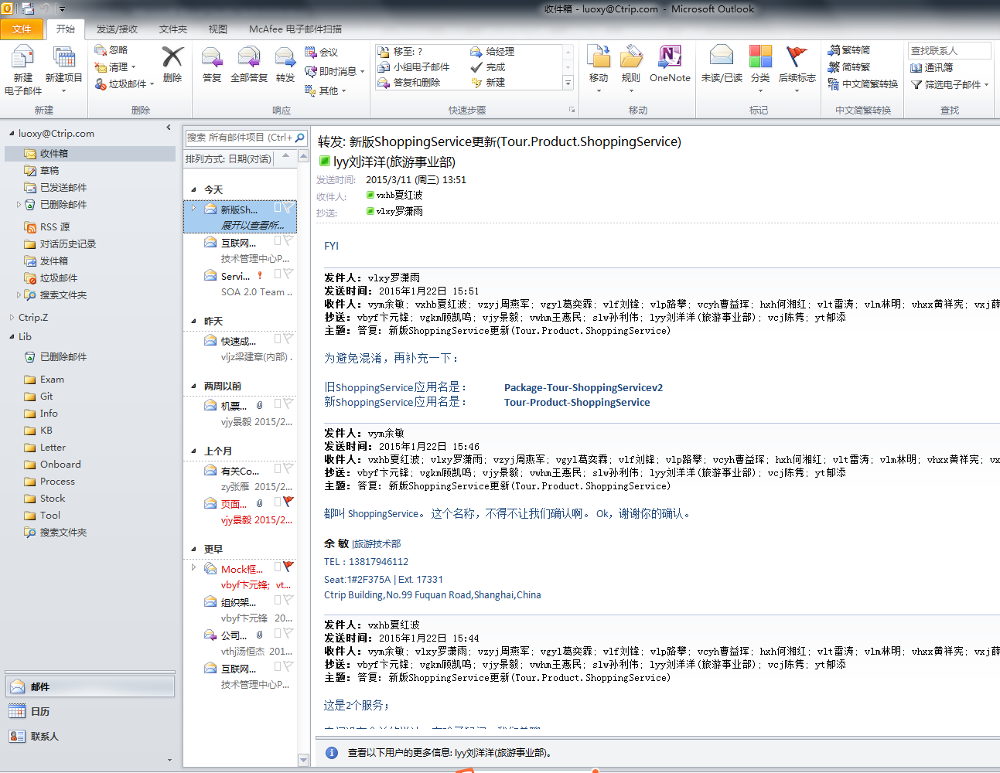 收件箱 - luoxy@Ctrip.com - Microsoft Outlook
文件 开始 发送/接收 文件夹 视图 McAfee 电子邮件扫描
新建 电子邮件
新建项目
新建
忽略
清理
垃圾邮件
删除
删除
答复 全部答复 转发
会议
即时消息
其他
响应
移至: ?
小组电子邮件
答复和删除
给经理
完成
新建
快速步骤
移动 规则 OneNote
移动
未读/已读 分类 后续标志
标记
繁转简
简转繁
中文简繁转换
中文简繁转换
查找联系人
通讯簿
筛选电子邮件
查找
luoxy@Ctrip.com
收件箱
草稿
已发送邮件
已删除邮件
RSS 源
对话历史记录
发件箱
垃圾邮件
搜索文件夹
Ctrip.Z
Lib
已删除邮件
Exam
Git
Info
KB
Letter
Onboard
Process
Stock
Tool
搜索文件夹
邮件
日历
联系人
搜索 所有邮件项目 (Ctrl+
排列方式: 日期(对话)
今天
新版Sh...
展开以查看所...
互联网...
技术管理中心P...
Servi...
SOA 2.0 Team ..
昨天
快速成...
vljz梁建章(内部) .
两周以前
机票...
vjy景毅 2015/2...
上个月
有关Co...
zy张雁 2015/2...
页面...
vjy景毅 2015/2...
更早
Mock框...
vbyf卞元锋; vt...
组织架...
vbyf卞元锋 20...
公司...
vthj汤恒杰 201...
互联网...
技术管理中心P...
转发: 新版ShoppingService更新(Tour.Product.ShoppingService)
lyy刘洋洋(旅游事业部)
发送时间: 2015/3/11 (周三) 13:51
收件人: vxhb夏红波
抄送: vlxy罗潇雨
FYI
发件人: vlxy罗潇雨
发送时间: 2015年1月22日 15:51
收件人: vym余敏; vxhb夏红波; vzyj周燕军; vgyl葛奕霖; vlf刘锋; vlp路攀; vcyh曹益珲; hxh何湘红; vlt雷涛; vlm林明; vhxx黄祥宪; vxj薛
抄送: vbyf卞元锋; vgkm顾凯鸣; vjy景毅; vwhm王惠民; slw孙利伟; lyy刘洋洋(旅游事业部); vcj陈隽; yt郁添
主题: 答复: 新版ShoppingService更新(Tour.Product.ShoppingService)
为避免混淆，再补充一下：
旧ShoppingService应用名是： Package-Tour-ShoppingServicev2
新ShoppingService应用名是： Tour-Product-ShoppingService
发件人: vym余敏
发送时间: 2015年1月22日 15:46
收件人: vxhb夏红波; vlxy罗潇雨; vzyj周燕军; vgyl葛奕霖; vlf刘锋; vlp路攀; vcyh曹益珲; hxh何湘红; vlt雷涛; vlm林明; vhxx黄祥宪; vx
抄送: vbyf卞元锋; vgkm顾凯鸣; vjy景毅; vwhm王惠民; slw孙利伟; lyy刘洋洋(旅游事业部); vcj陈隽; yt郁添
主题: 答复: 新版ShoppingService更新(Tour.Product.ShoppingService)
都叫 ShoppingService。 这个名称，不得不让我们确认啊。 Ok，谢谢你的确认。
余 敏 |旅游技术部
TEL：13817946112
Seat:1#2F375A | Ext. 17331
Ctrip Building,No.99 Fuquan Road,Shanghai,China
发件人: vxhb夏红波
发送时间: 2015年1月22日 15:44
收件人: vym余敏; vlxy罗潇雨; vzyj周燕军; vgyl葛奕霖; vlf刘锋; vlp路攀; vcyh曹益珲; hxh何湘红; vlt雷涛; vlm林明; vhxx黄祥宪; vxj薛
抄送: vbyf卞元锋; vgkm顾凯鸣; vjy景毅; vwhm王惠民; slw孙利伟; lyy刘洋洋(旅游事业部); vcj陈隽; yt郁添
主题: 答复: 新版ShoppingService更新(Tour.Product.ShoppingService)
这是2个服务；
查看以下用户的更多信息: lyy刘洋洋(旅游事业部)。